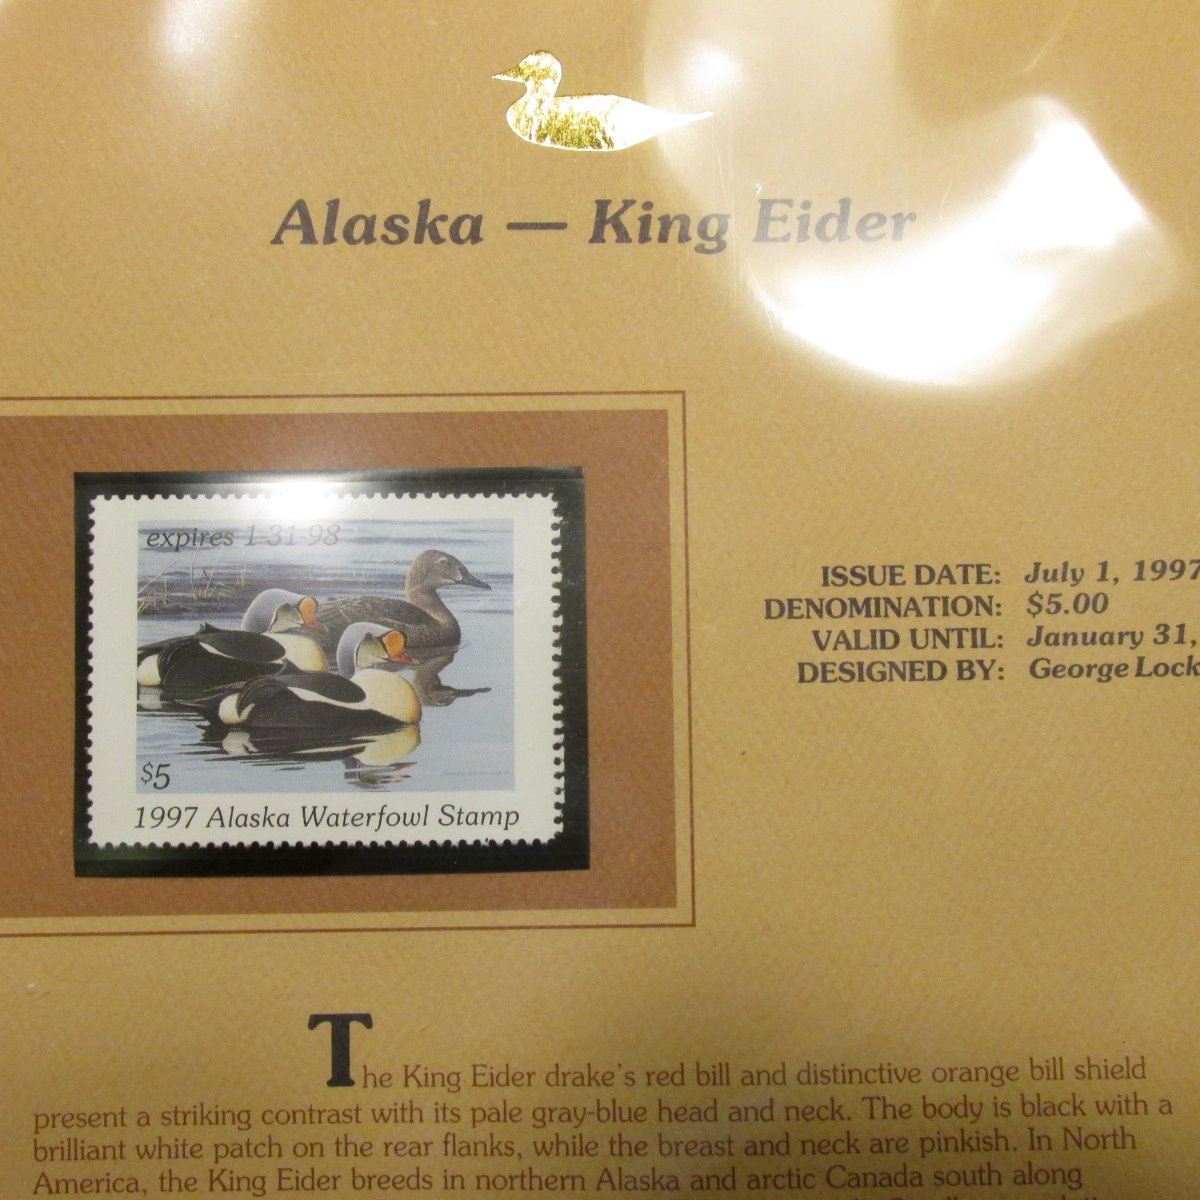 Alaska — King Eider
expires 1-31-98
$5
1997 Alaska Waterfowl Stamp
ISSUE DATE: July 1, 1997
DENOMINATION: $5.00
VALID UNTIL: January 31,
DESIGNED BY: George Lock
The King Eider drake's red bill and distinctive orange bill shield
present a striking contrast with its pale gray-blue head and neck. The body is black with a
brilliant white patch on the rear flanks, while the breast and neck are pinkish. In North
America, the King Eider breeds in northern Alaska and arctic Canada south along